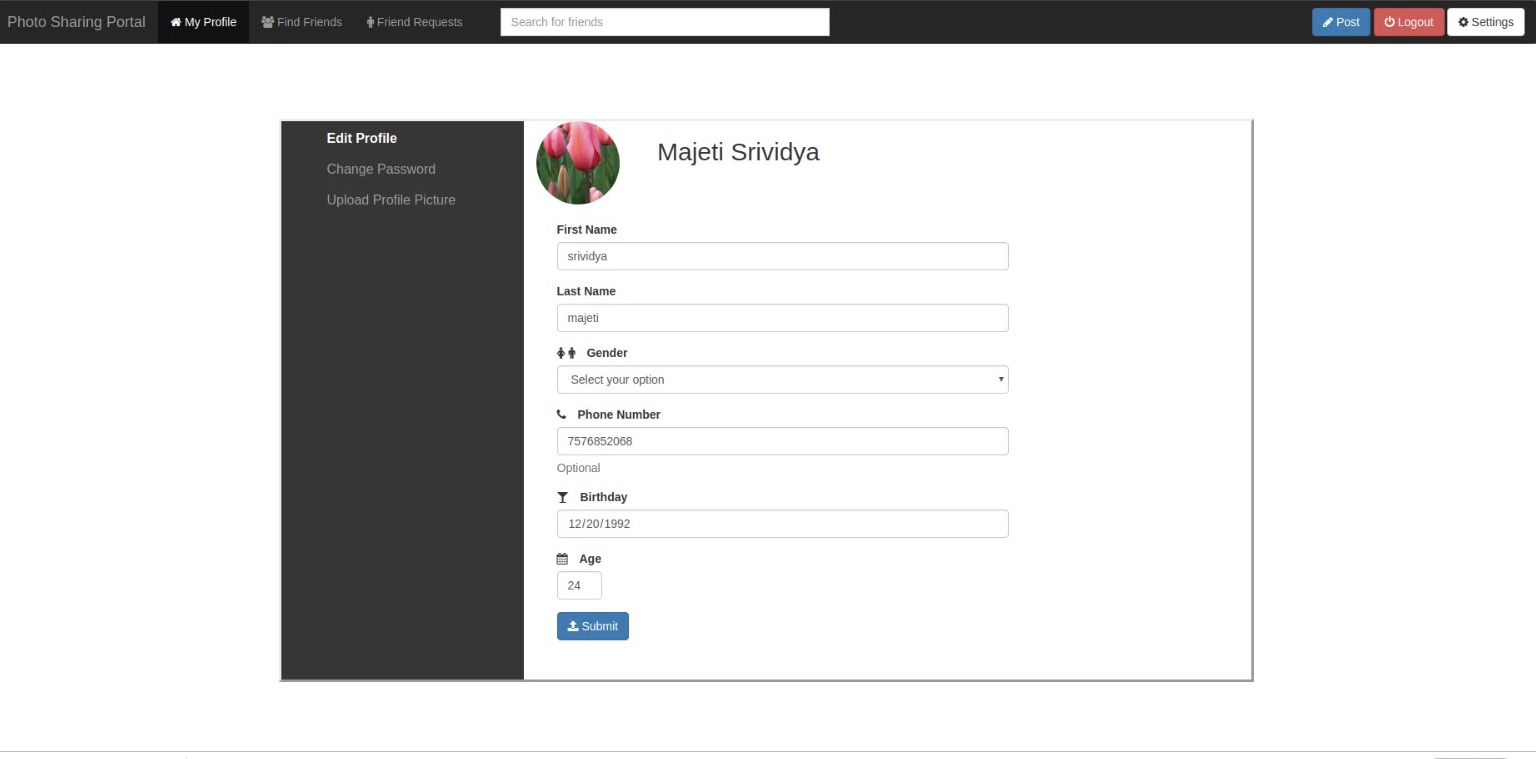 Photo Sharing Portal My Profile Find Friends Friend Requests Search for friends Post Logout Settings
Edit Profile
Change Password
Upload Profile Picture
Majeti Srividya
First Name
srividya
Last Name
majeti
Gender
Select your option
Phone Number
7576852068
Optional
Birthday
12/20/1992
Age
24
Submit